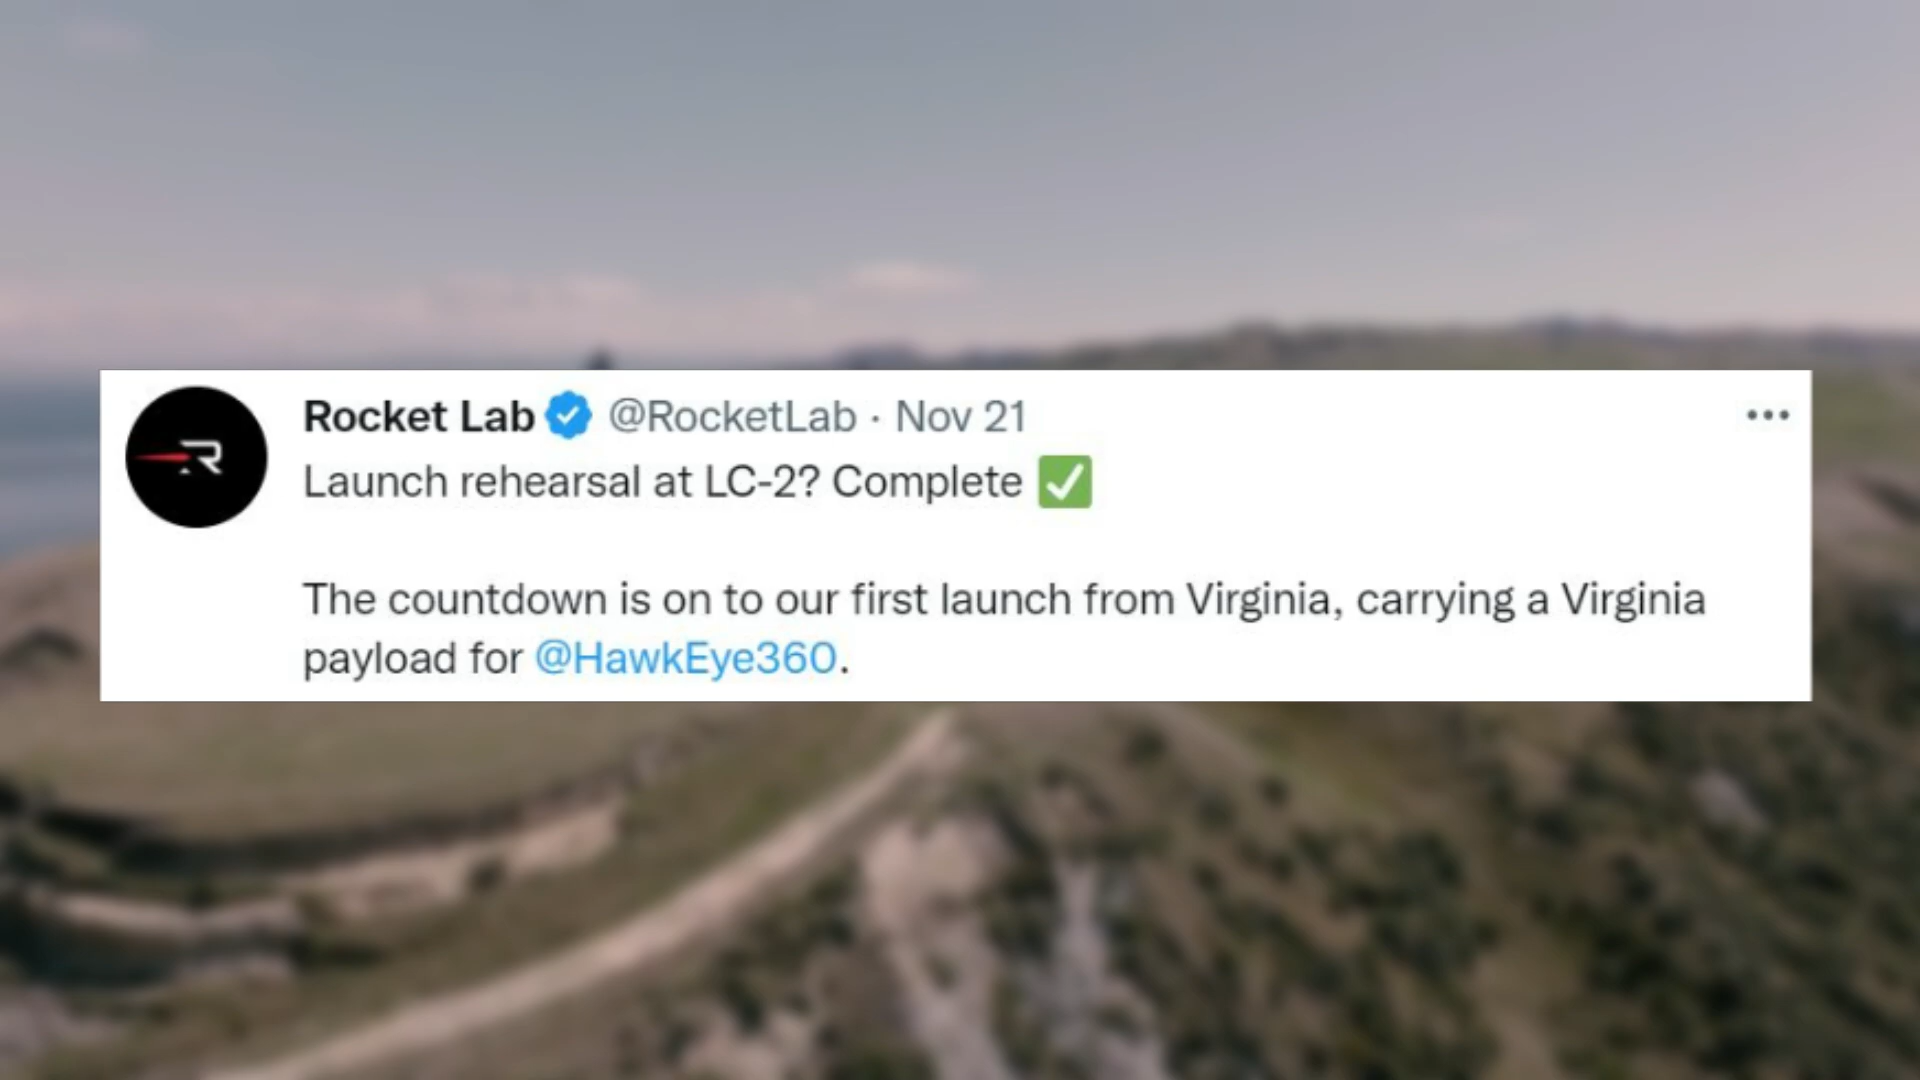 Rocket Lab @RocketLab · Nov 21
Launch rehearsal at LC-2? Complete ✅
The countdown is on to our first launch from Virginia, carrying a Virginia
payload for @HawkEye360.